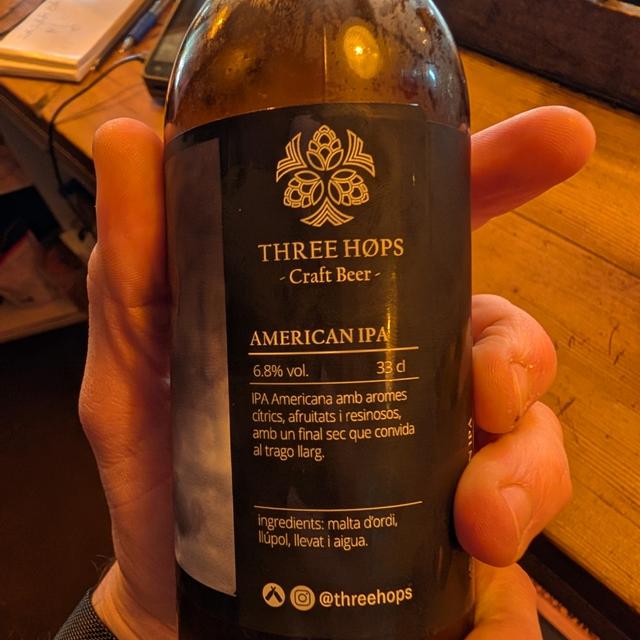 THREE HØPS
- Craft Beer -
AMERICAN IPA
6.8% vol. 33 cl
IPA Americana amb aromes
cítrics, afruitats i resinosos,
amb un final sec que convida
al trago llarg.
ingredients: malta d'ordi,
llúpol, llevat i aigua.
@threehops